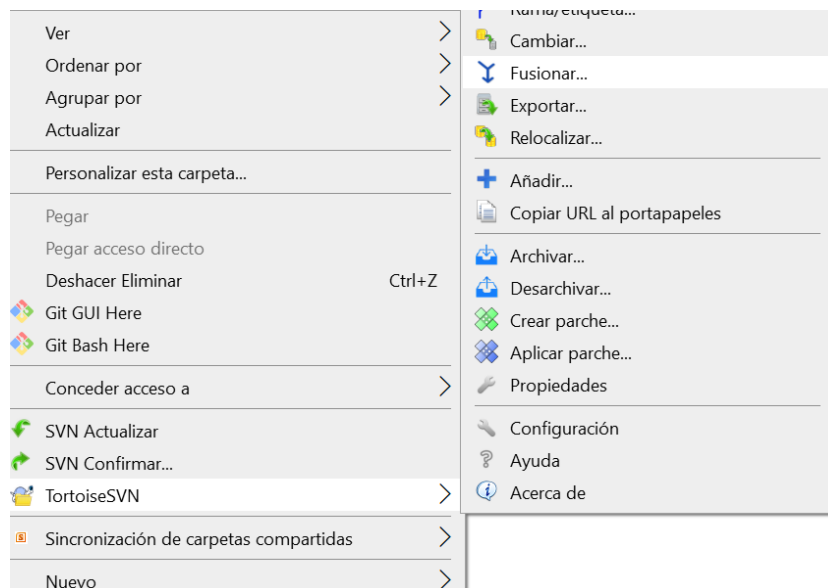 Ver
Ordenar por
Agrupar por
Actualizar
Personalizar esta carpeta...
Pegar
Pegar acceso directo
Deshacer Eliminar Ctrl+Z
Git GUI Here
Git Bash Here
Conceder acceso a
SVN Actualizar
SVN Confirmar...
TortoiseSVN
Sincronización de carpetas compartidas
Nuevo
Rama/etiqueta...
Cambiar...
Fusionar...
Exportar...
Relocalizar...
Añadir...
Copiar URL al portapapeles
Archivar...
Desarchivar...
Crear parche...
Aplicar parche...
Propiedades
Configuración
Ayuda
Acerca de